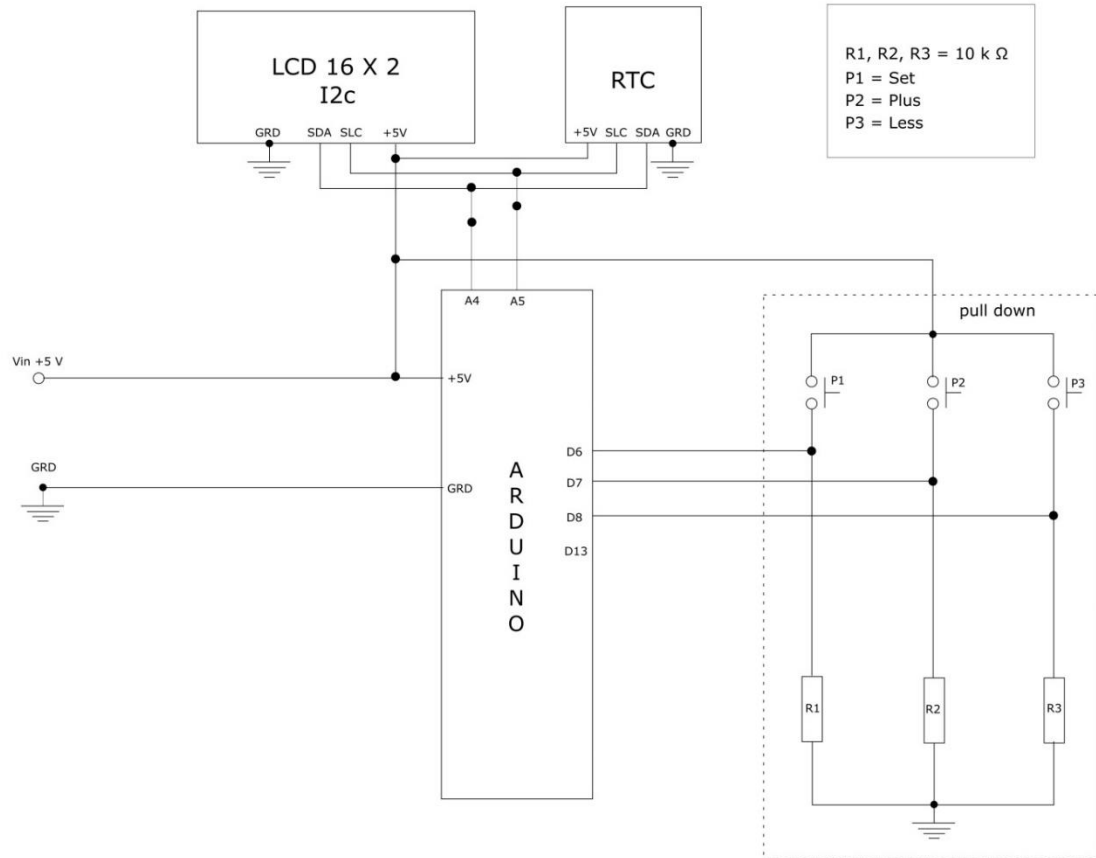 LCD 16 X 2
I2c
GRD SDA SLC +5V
RTC
+5V SLC SDA GRD
R1, R2, R3 = 10 k Ω
P1 = Set
P2 = Plus
P3 = Less
A4 A5
pull down
Vin +5 V
+5V
P1 P2 P3
GRD
GRD
D6
D7
D8
D13
A
R
D
U
I
N
O
R1 R2 R3